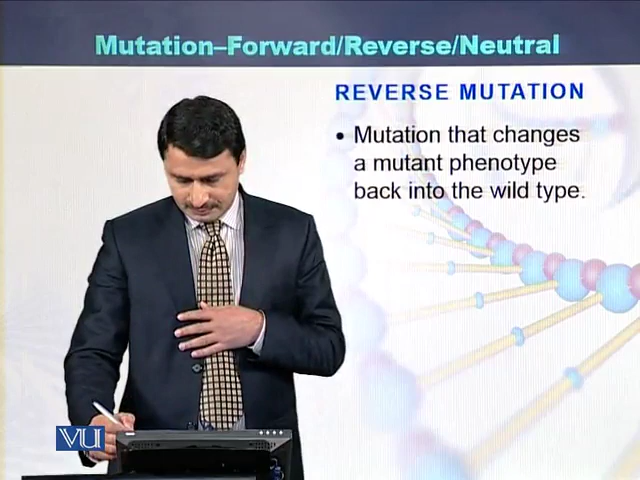 Mutation–Forward/Reverse/Neutral
REVERSE MUTATION
• Mutation that changes
a mutant phenotype
back into the wild type.
VU